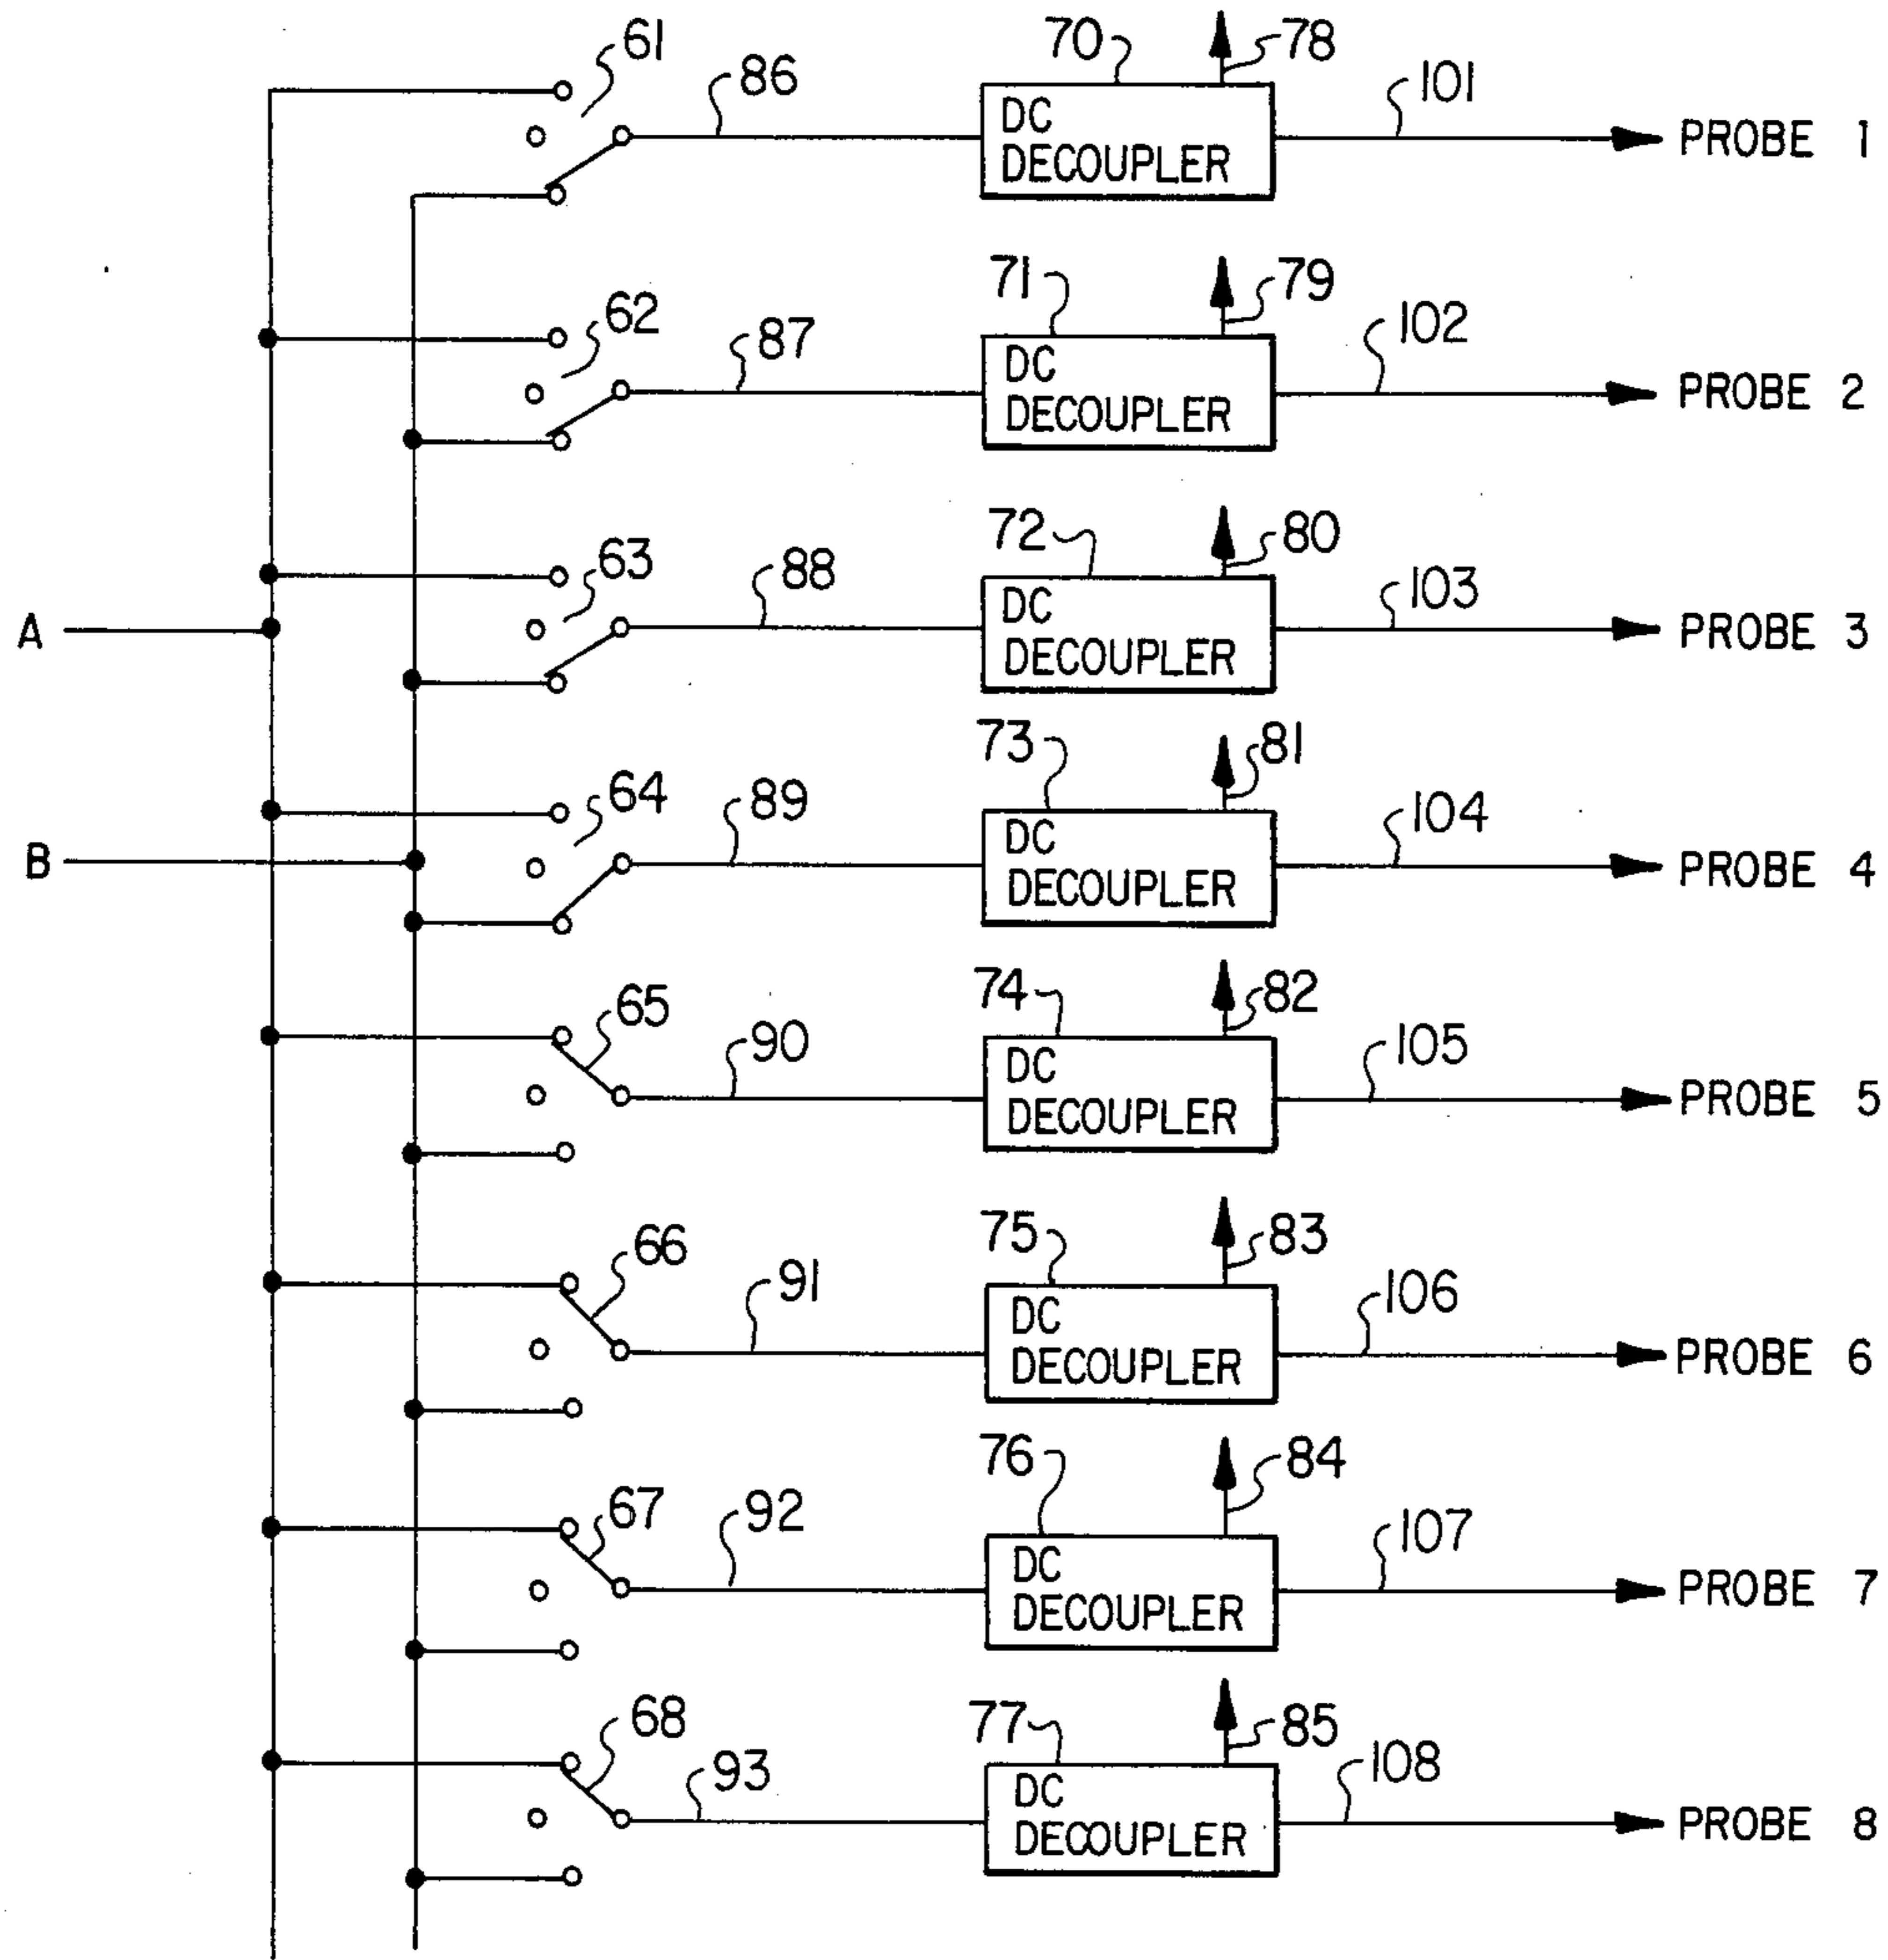 61
86
70
78
101
DC
DECOUPLER
PROBE 1
62
87
71
79
102
DC
DECOUPLER
PROBE 2
63
88
72
80
103
DC
DECOUPLER
PROBE 3
A
64
89
73
81
104
DC
DECOUPLER
PROBE 4
B
65
90
74
82
105
DC
DECOUPLER
PROBE 5
66
91
75
83
106
DC
DECOUPLER
PROBE 6
67
92
76
84
107
DC
DECOUPLER
PROBE 7
68
93
77
85
108
DC
DECOUPLER
PROBE 8